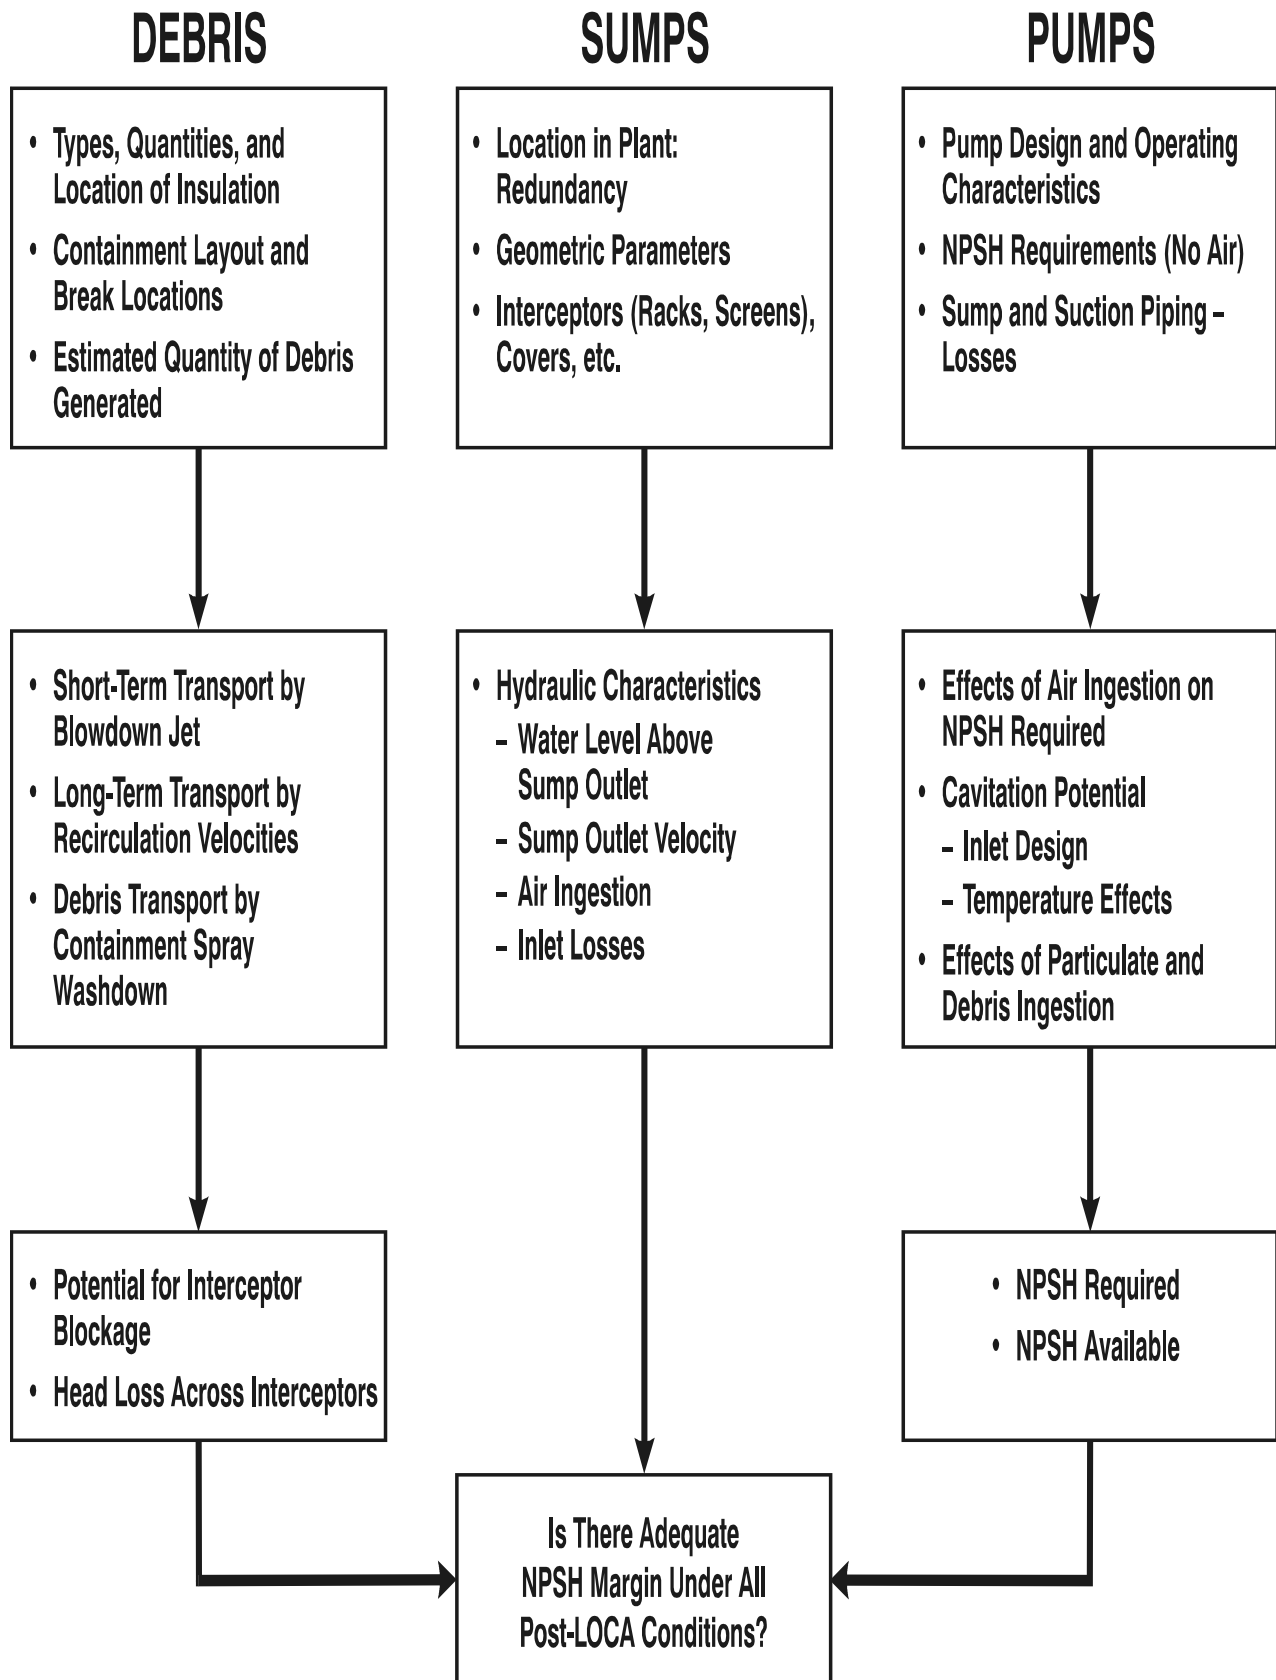 DEBRIS
• Types, Quantities, and
Location of Insulation
• Containment Layout and
Break Locations
• Estimated Quantity of Debris
Generated
• Short-Term Transport by
Blowdown Jet
• Long-Term Transport by
Recirculation Velocities
• Debris Transport by
Containment Spray
Washdown
• Potential for Interceptor
Blockage
• Head Loss Across Interceptors
SUMPS
• Location in Plant:
Redundancy
• Geometric Parameters
• Interceptors (Racks, Screens),
Covers, etc.
• Hydraulic Characteristics
– Water Level Above
Sump Outlet
– Sump Outlet Velocity
– Air Ingestion
– Inlet Losses
PUMPS
• Pump Design and Operating
Characteristics
• NPSH Requirements (No Air)
• Sump and Suction Piping –
Losses
• Effects of Air Ingestion on
NPSH Required
• Cavitation Potential
– Inlet Design
– Temperature Effects
• Effects of Particulate and
Debris Ingestion
• NPSH Required
• NPSH Available
Is There Adequate
NPSH Margin Under All
Post-LOCA Conditions?